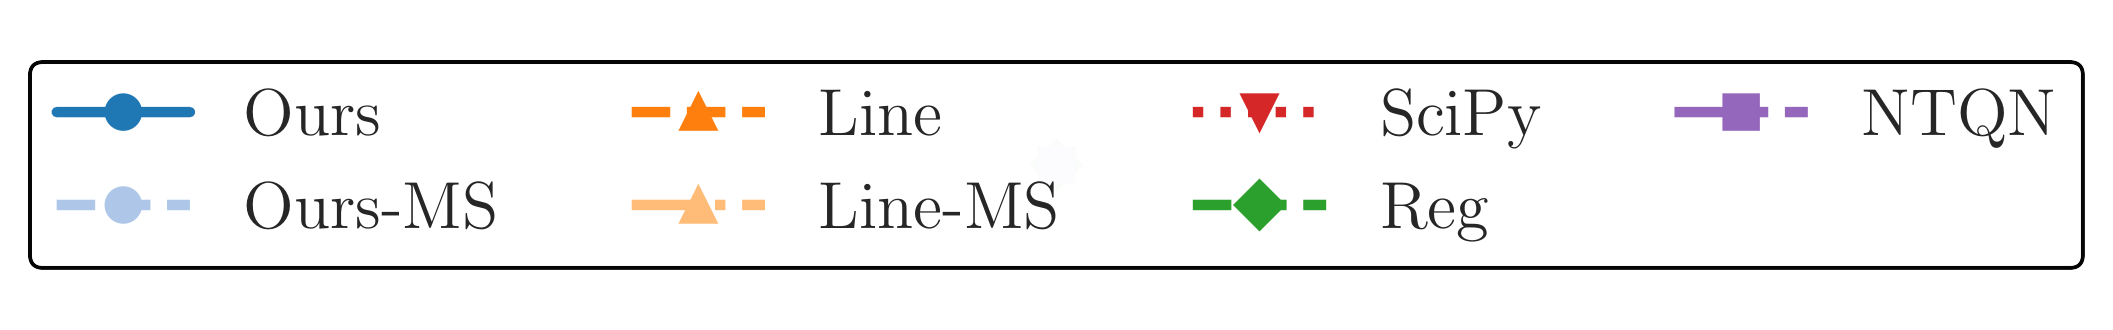 Ours Line SciPy NTQN
Ours-MS Line-MS Reg